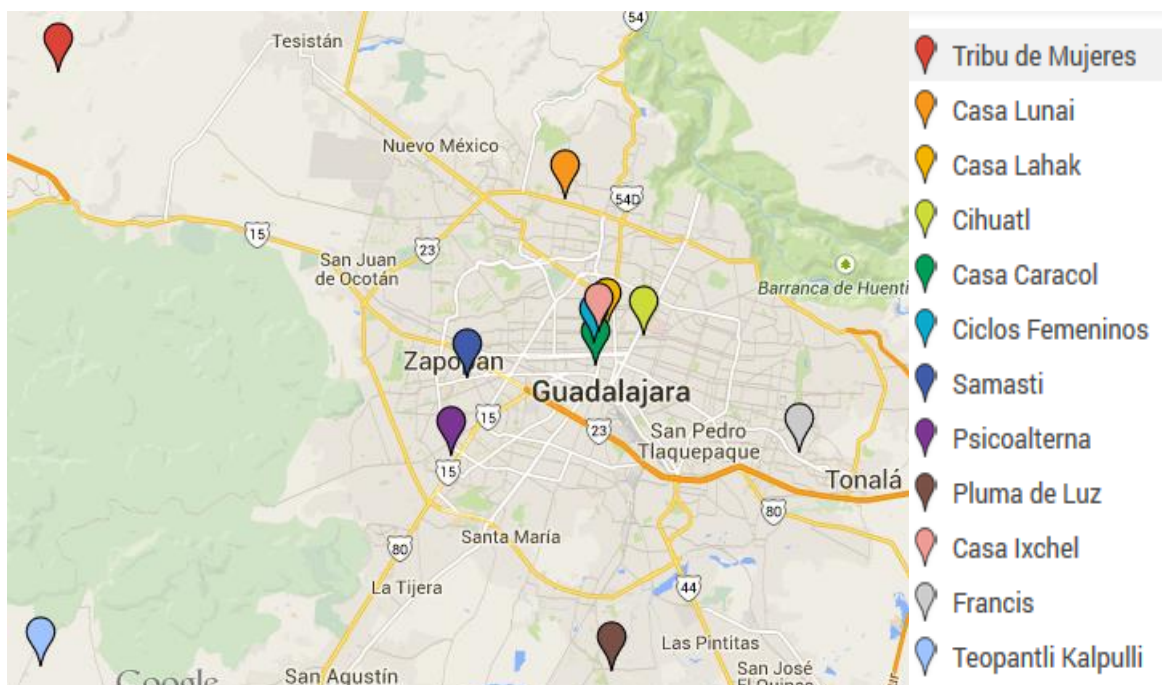 54
Tesistán
Nuevo México
54D
15
23
San Juan
de Ocotán
Barranca de Huenti
Zapopan
Guadalajara
15
23
San Pedro
Tlaquepaque
15
Tonalá
80
Santa María
80
La Tijera
44
Las Pintitas
San José
San Agustín
Google
Tribu de Mujeres
Casa Lunai
Casa Lahak
Cihuatl
Casa Caracol
Ciclos Femeninos
Samasti
Psicoalterna
Pluma de Luz
Casa Ixchel
Francis
Teopantli Kalpulli